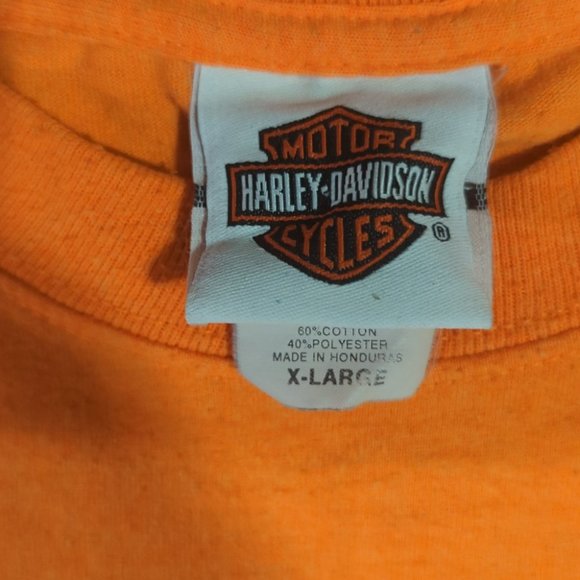 MOTOR
HARLEY-DAVIDSON
CYCLES
®
60%COTTON
40%POLYESTER
MADE IN HONDURAS
X-LARGE